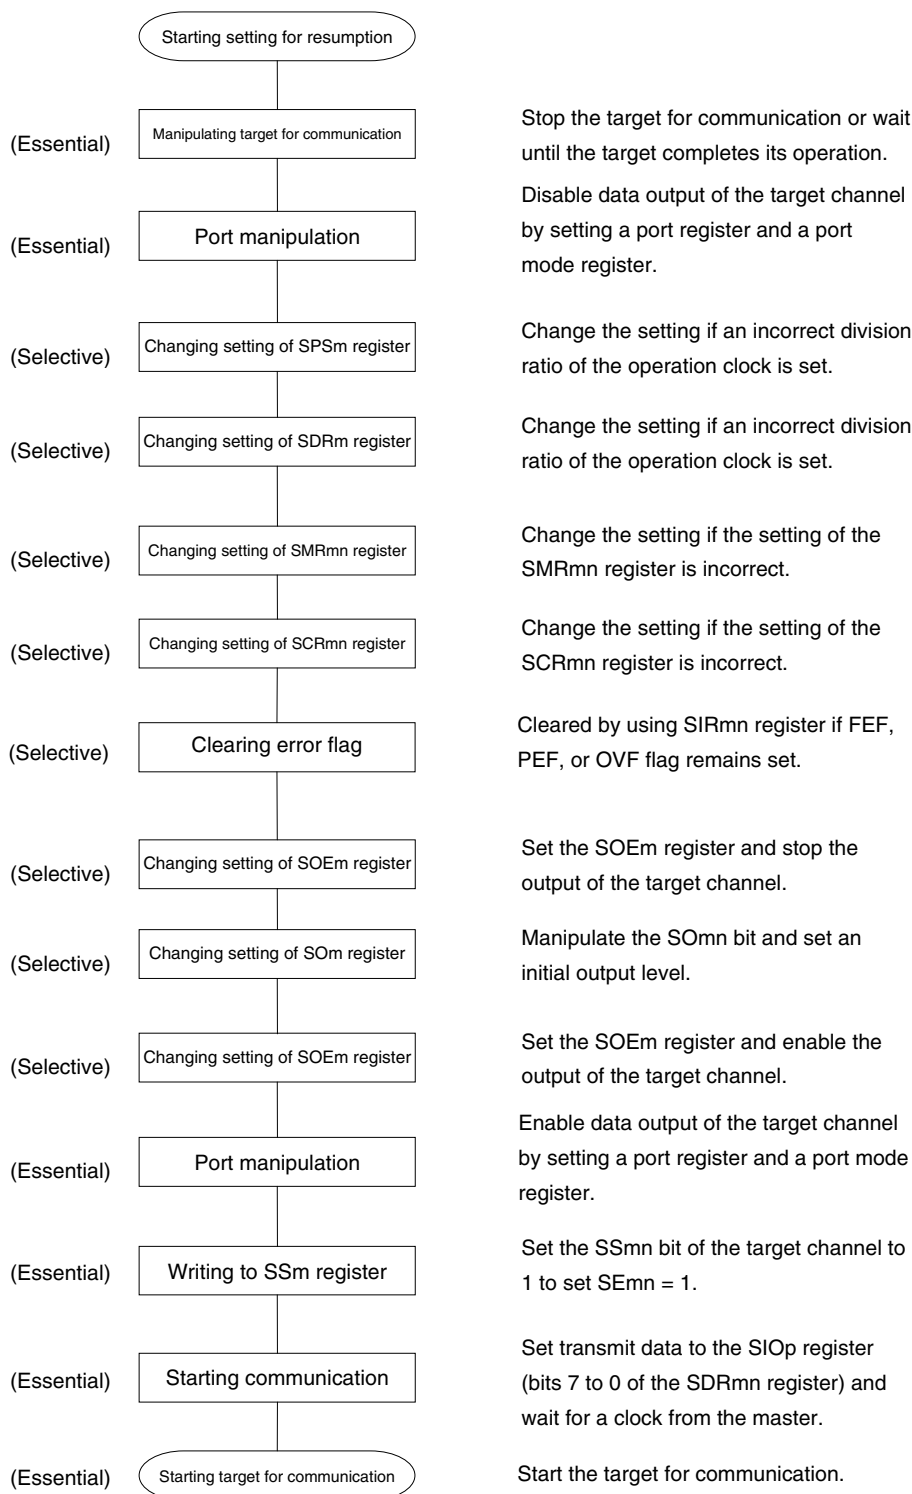 Starting setting for resumption
(Essential)
Manipulating target for communication
Stop the target for communication or wait
until the target completes its operation.
(Essential)
Port manipulation
Disable data output of the target channel
by setting a port register and a port
mode register.
(Selective)
Changing setting of SPSm register
Change the setting if an incorrect division
ratio of the operation clock is set.
(Selective)
Changing setting of SDRm register
Change the setting if an incorrect division
ratio of the operation clock is set.
(Selective)
Changing setting of SMRmn register
Change the setting if the setting of the
SMRmn register is incorrect.
(Selective)
Changing setting of SCRmn register
Change the setting if the setting of the
SCRmn register is incorrect.
(Selective)
Clearing error flag
Cleared by using SIRmn register if FEF,
PEF, or OVF flag remains set.
(Selective)
Changing setting of SOEm register
Set the SOEm register and stop the
output of the target channel.
(Selective)
Changing setting of SOm register
Manipulate the SOmn bit and set an
initial output level.
(Selective)
Changing setting of SOEm register
Set the SOEm register and enable the
output of the target channel.
(Essential)
Port manipulation
Enable data output of the target channel
by setting a port register and a port mode
register.
(Essential)
Writing to SSm register
Set the SSmn bit of the target channel to
1 to set SEmn = 1.
(Essential)
Starting communication
Set transmit data to the SIOp register
(bits 7 to 0 of the SDRmn register) and
wait for a clock from the master.
(Essential)
Starting target for communication
Start the target for communication.